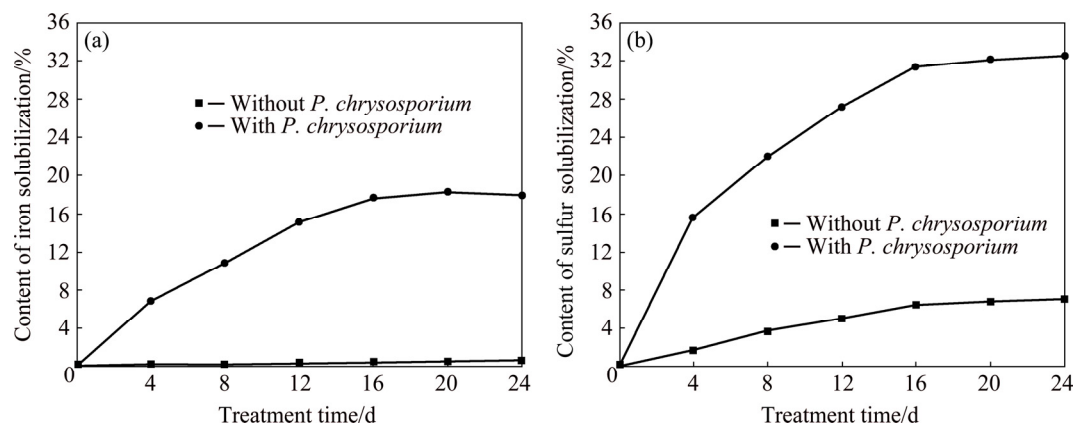 (a)
Content of iron solubilization/%
36
32
28
24
20
16
12
8
4
0
Without P. chrysosporium
With P. chrysosporium
4 8 12 16 20 24
Treatment time/d
(b)
Content of sulfur solubilization/%
36
32
28
24
20
16
12
8
4
0
Without P. chrysosporium
With P. chrysosporium
4 8 12 16 20 24
Treatment time/d